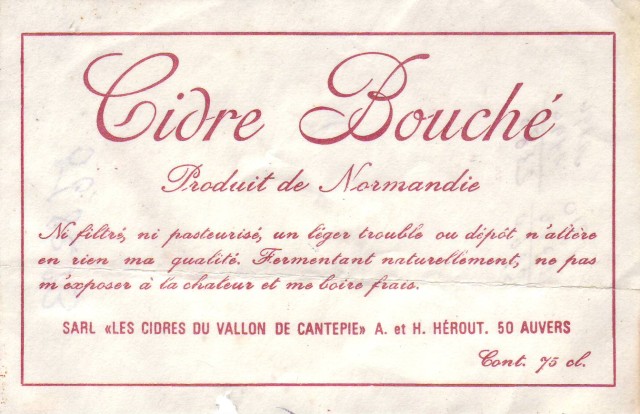 Cidre Bouché
Produit de Normandie
Ni filtré, ni pasteurisé, un léger trouble ou dépôt n'altère
en rien ma qualité. Fermentant naturellement, ne pas
m'exposer à la chaleur et me boire frais.
SARL «LES CIDRES DU VALLON DE CANTEPIE» A. et H. HÉROUT. 50 AUVERS
Cont. 75 cl.